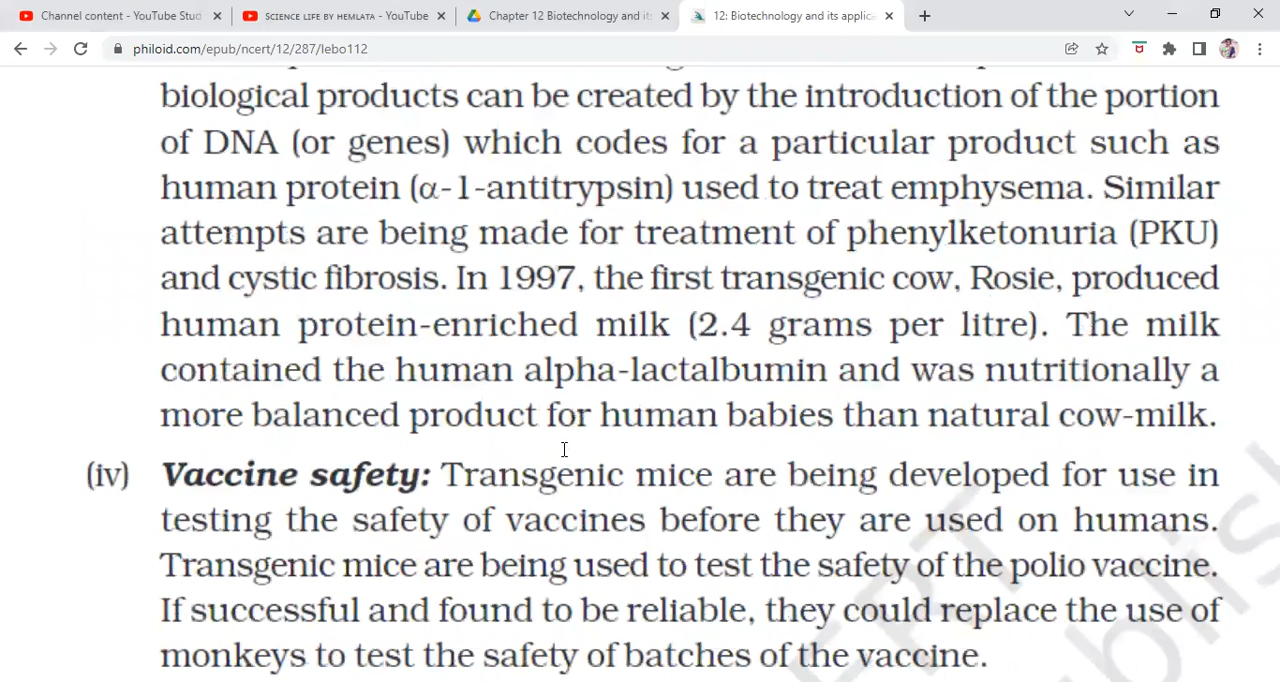 Channel content - YouTube Stud
SCIENCE LIFE BY HEMLATA - YouTube
Chapter 12 Biotechnology and it
12: Biotechnology and its applica
philoid.com/epub/ncert/12/287/lebo112
biological products can be created by the introduction of the portion
of DNA (or genes) which codes for a particular product such as
human protein (α-1-antitrypsin) used to treat emphysema. Similar
attempts are being made for treatment of phenylketonuria (PKU)
and cystic fibrosis. In 1997, the first transgenic cow, Rosie, produced
human protein-enriched milk (2.4 grams per litre). The milk
contained the human alpha-lactalbumin and was nutritionally a
more balanced product for human babies than natural cow-milk.
(iv) Vaccine safety: Transgenic mice are being developed for use in
testing the safety of vaccines before they are used on humans.
Transgenic mice are being used to test the safety of the polio vaccine.
If successful and found to be reliable, they could replace the use of
monkeys to test the safety of batches of the vaccine.